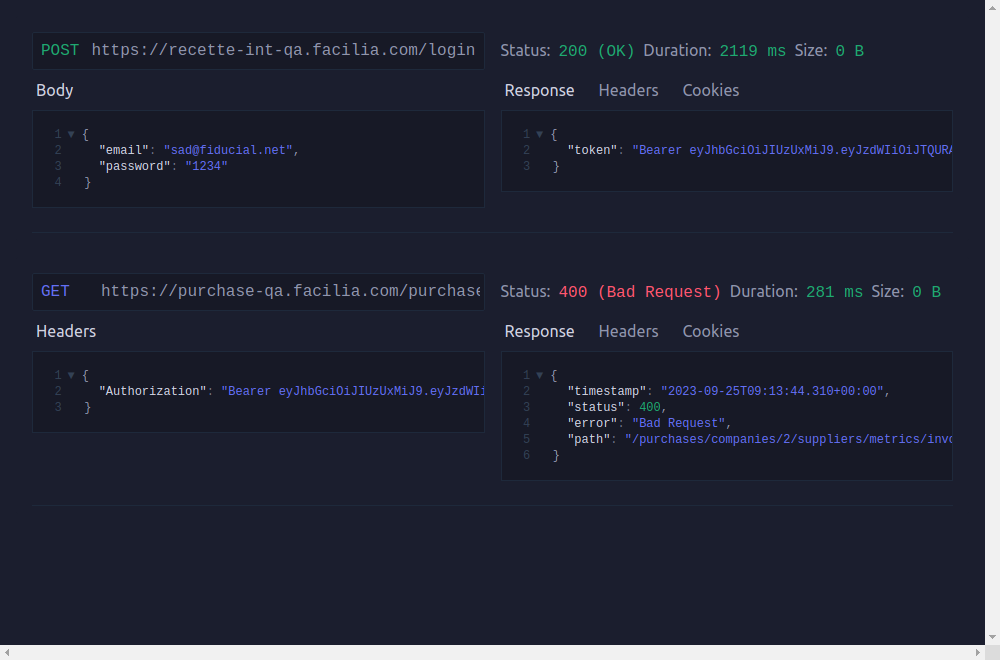 POST https://recette-int-qa.facilia.com/login
Status: 200 (OK) Duration: 2119 ms Size: 0 B
Body
Response Headers Cookies
1 ▼ {
2 "email": "sad@fiducial.net",
3 "password": "1234"
4 }
1 ▼ {
2 "token": "Bearer eyJhbGciOiJIUzUxMiJ9.eyJzdWIiOiJTQURA
3 }
GET https://purchase-qa.facilia.com/purchase
Status: 400 (Bad Request) Duration: 281 ms Size: 0 B
Headers
Response Headers Cookies
1 ▼ {
2 "Authorization": "Bearer eyJhbGciOiJIUzUxMiJ9.eyJzdWIi
3 }
1 ▼ {
2 "timestamp": "2023-09-25T09:13:44.310+00:00",
3 "status": 400,
4 "error": "Bad Request",
5 "path": "/purchases/companies/2/suppliers/metrics/invo
6 }